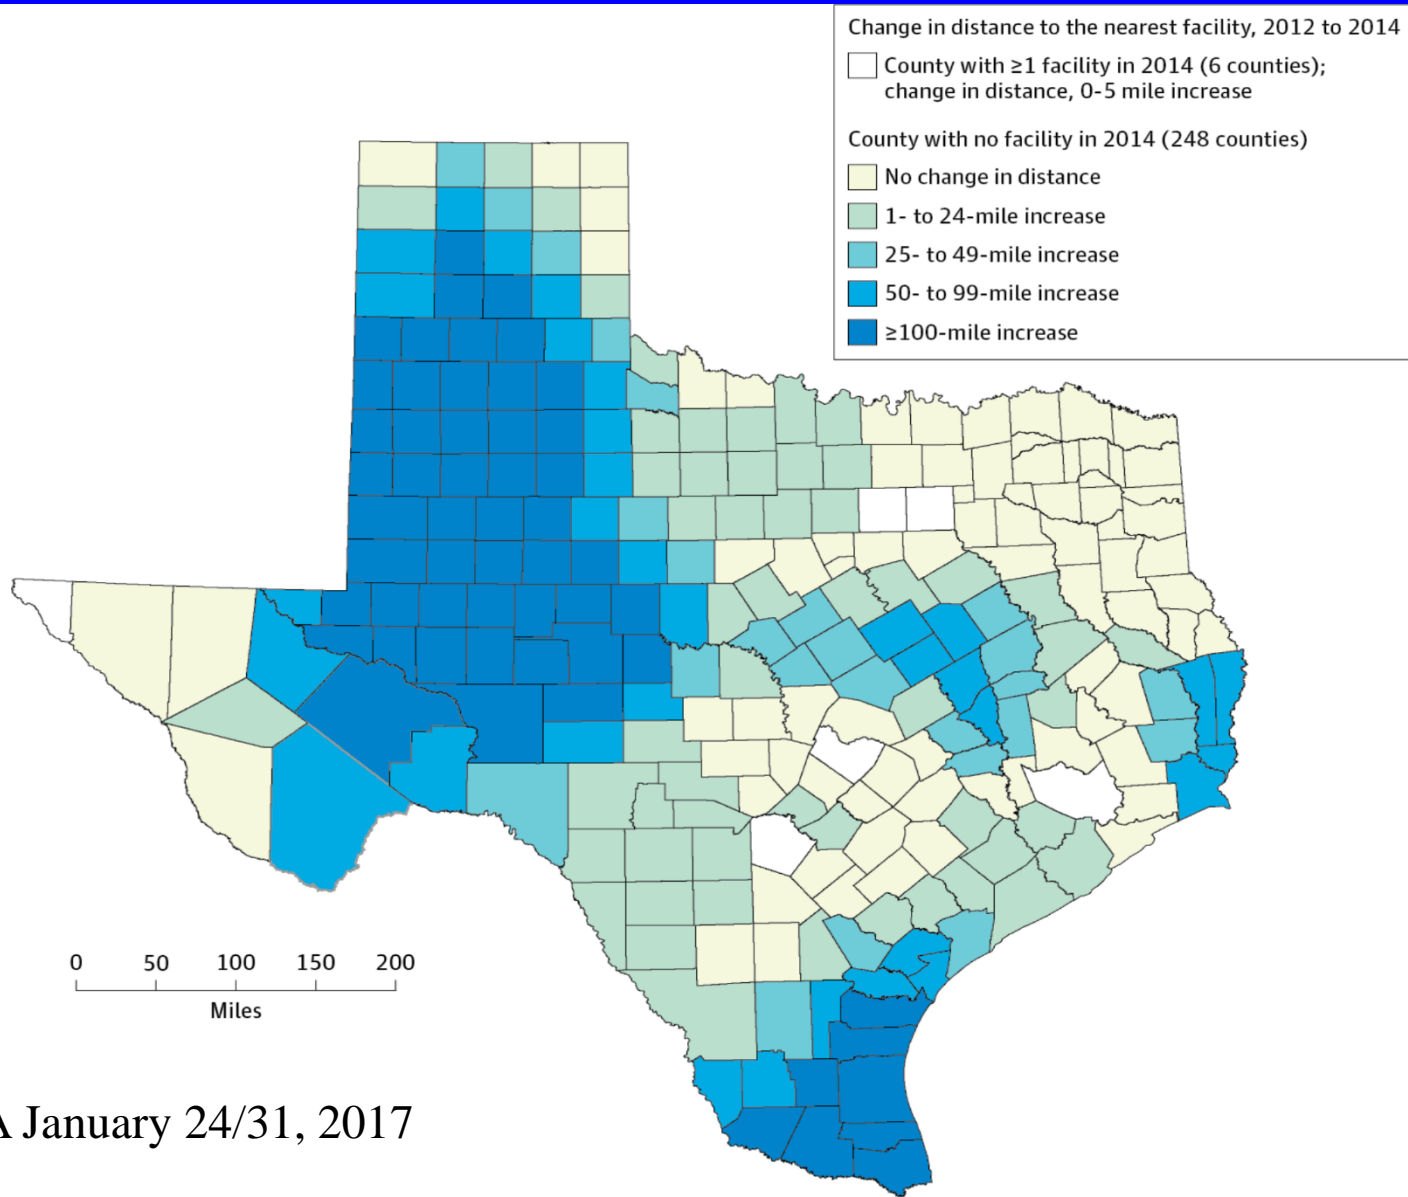 Change in distance to the nearest facility, 2012 to 2014
County with ≥1 facility in 2014 (6 counties);
change in distance, 0-5 mile increase
County with no facility in 2014 (248 counties)
No change in distance
1- to 24-mile increase
25- to 49-mile increase
50- to 99-mile increase
≥100-mile increase
0 50 100 150 200
Miles
January 24/31, 2017